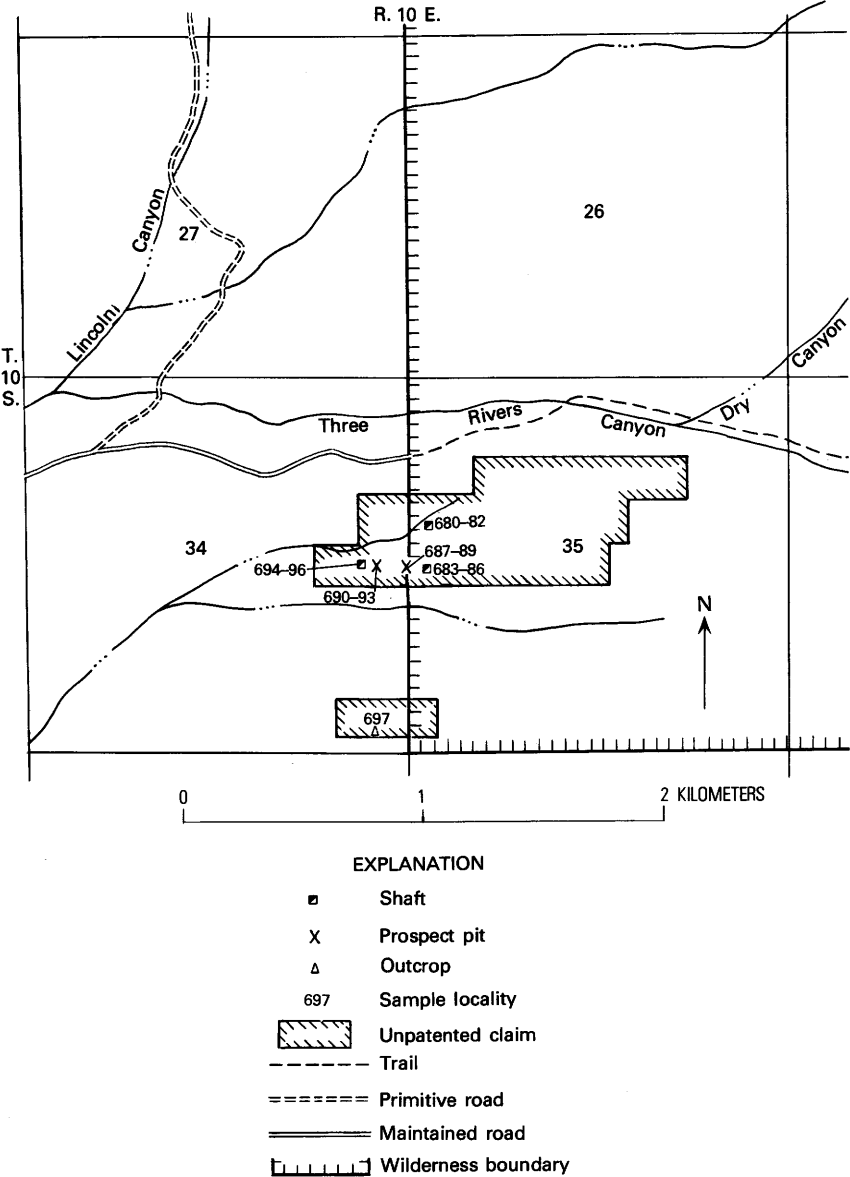 R. 10 E.
26
Canyon
27
Lincoln
Canyon
T.
10
S.
Dry
Rivers
Three
Canyon
680–82
34
687–89
35
694–96
683–86
690–93
N
697
0 1 2 KILOMETERS
EXPLANATION
Shaft
X Prospect pit
Outcrop
697 Sample locality
Unpatented claim
Trail
Primitive road
Maintained road
Wilderness boundary